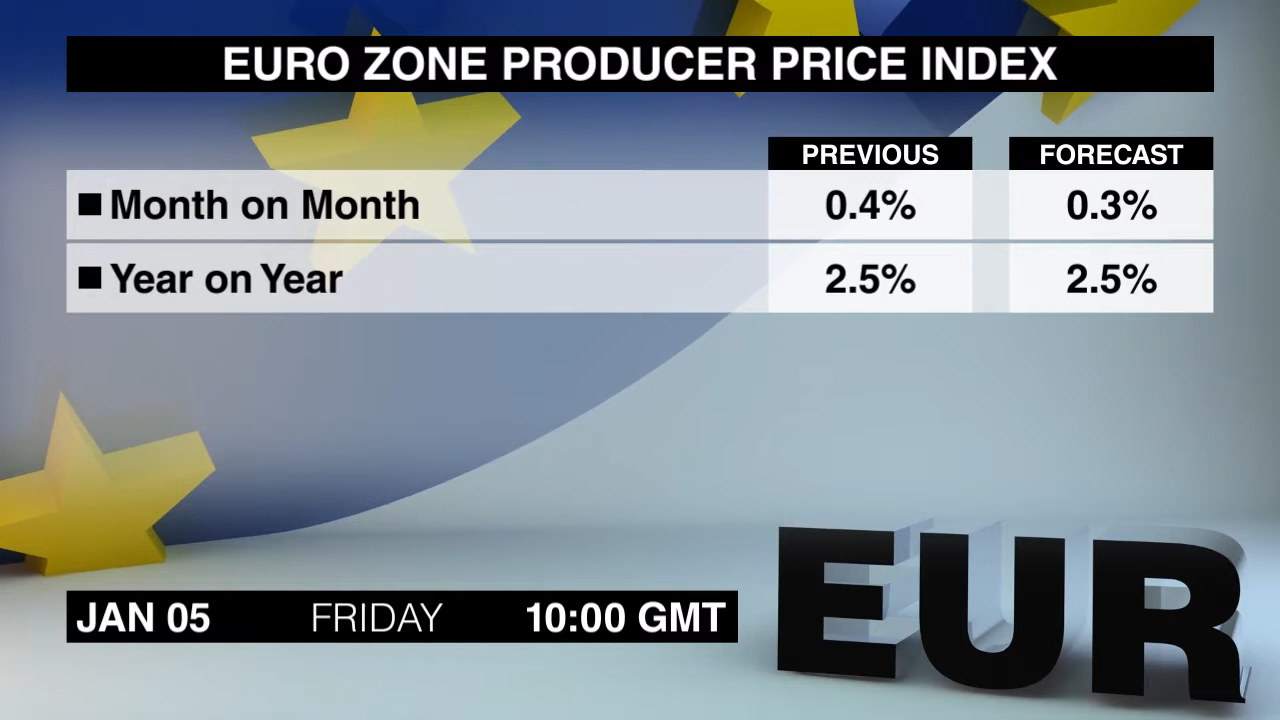 EURO ZONE PRODUCER PRICE INDEX
PREVIOUS FORECAST
Month on Month 0.4% 0.3%
Year on Year 2.5% 2.5%
JAN 05 FRIDAY 10:00 GMT
EUR